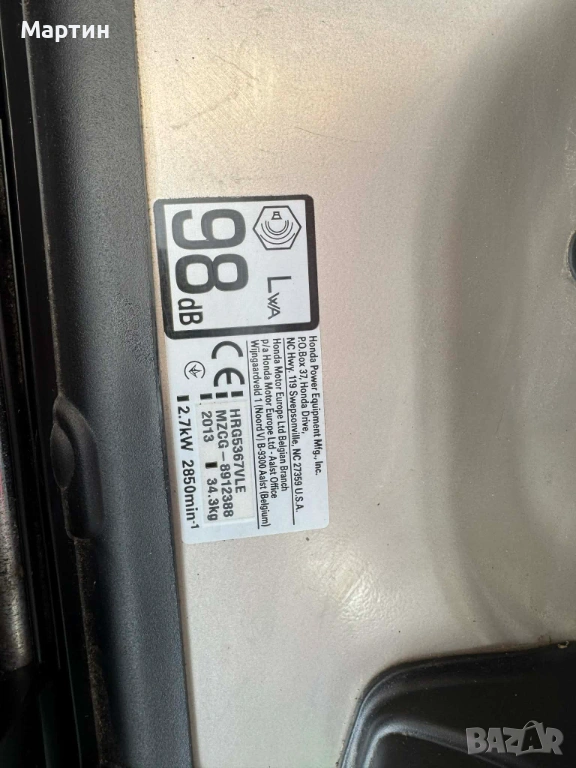 Мартин
98 dB
LWA
Honda Power Equipment Mfg., Inc.
P.O.Box 37, Honda Drive,
NC Hwy. 119 Swepsonville, NC 27359 U.S.A.
Honda Motor Europe Ltd Belgian Branch
p/a Honda Motor Europe Ltd - Aalst Office
Wijngaardveld 1 (Noord V) B-9300 Aalst (Belgium)
CE
HRG5367VLE
MZCG-8912388
2013 34.3kg
2.7kW 2850min-1
BAZAR